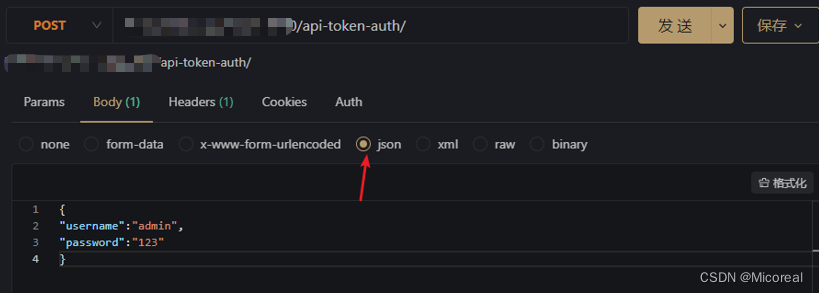 POST
/api-token-auth/
发 送
保存
api-token-auth/
Params
Body (1)
Headers (1)
Cookies
Auth
none
form-data
x-www-form-urlencoded
json
xml
raw
binary
格式化
1 {
2 "username":"admin",
3 "password":"123"
4 }
CSDN @Micoreal